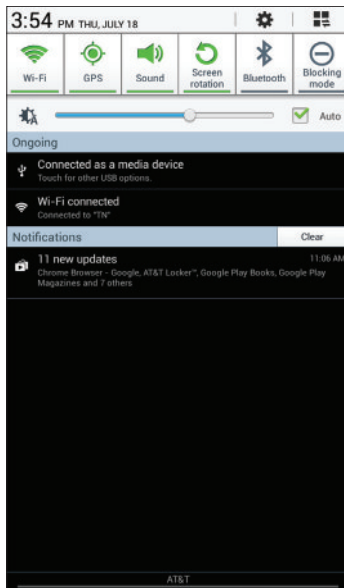 3:54 PM THU, JULY 18
Wi-Fi
GPS
Sound
Screen
rotation
Bluetooth
Blocking
mode
Auto
Ongoing
Connected as a media device
Touch for other USB options.
Wi-Fi connected
Connected to "TN"
Notifications
Clear
11 new updates 11:06 AM
Chrome Browser - Google, AT&T Locker™, Google Play Books, Google Play
Magazines and 7 others
AT&T